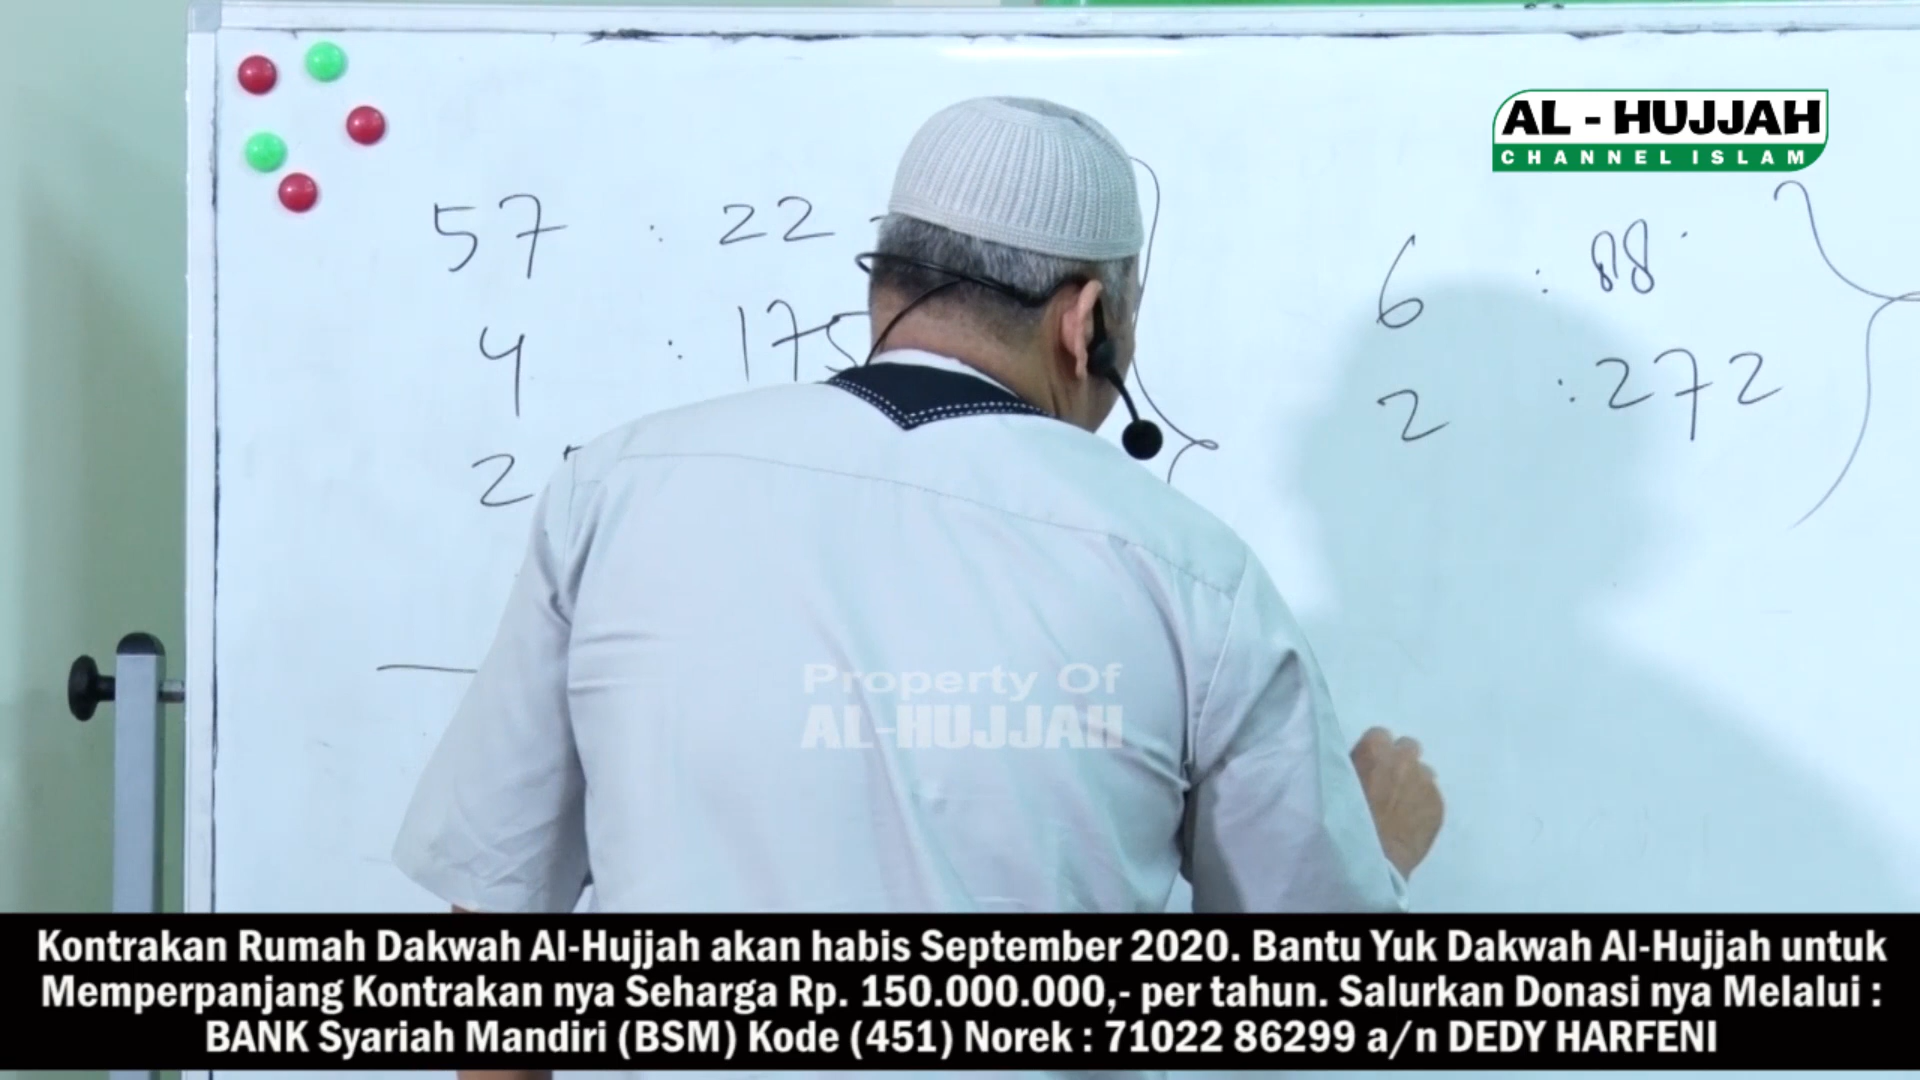 AL - HUJJAH
CHANNEL ISLAM
57 : 22
4 : 175
2
6 : 88
2 : 272
Property Of
AL-HUJJAH
Kontrakan Rumah Dakwah Al-Hujjah akan habis September 2020. Bantu Yuk Dakwah Al-Hujjah untuk
Memperpanjang Kontrakan nya Seharga Rp. 150.000.000,- per tahun. Salurkan Donasi nya Melalui :
BANK Syariah Mandiri (BSM) Kode (451) Norek : 71022 86299 a/n DEDY HARFENI